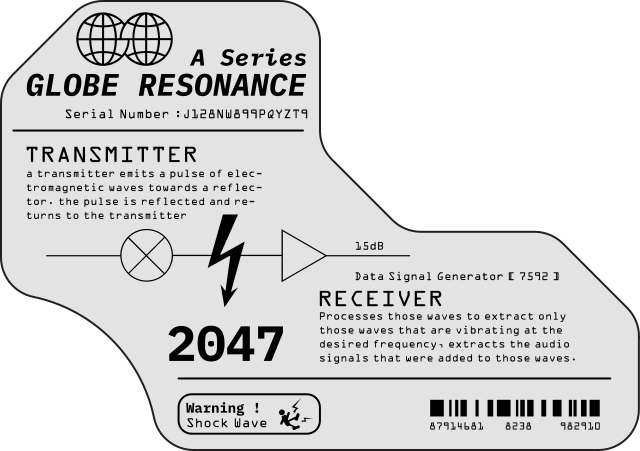 A Series
GLOBE RESONANCE
Serial Number :J128NW899PQYZT9
TRANSMITTER
a transmitter emits a pulse of elec-
tromagnetic waves towards a reflec-
tor. the pulse is reflected and re-
turns to the transmitter
15dB
Data Signal Generator [ 7592 ]
RECEIVER
Processes those waves to extract only
those waves that are vibrating at the
desired frequency, extracts the audio
signals that were added to those waves.
2047
Warning !
Shock Wave
87914681 8238 982910